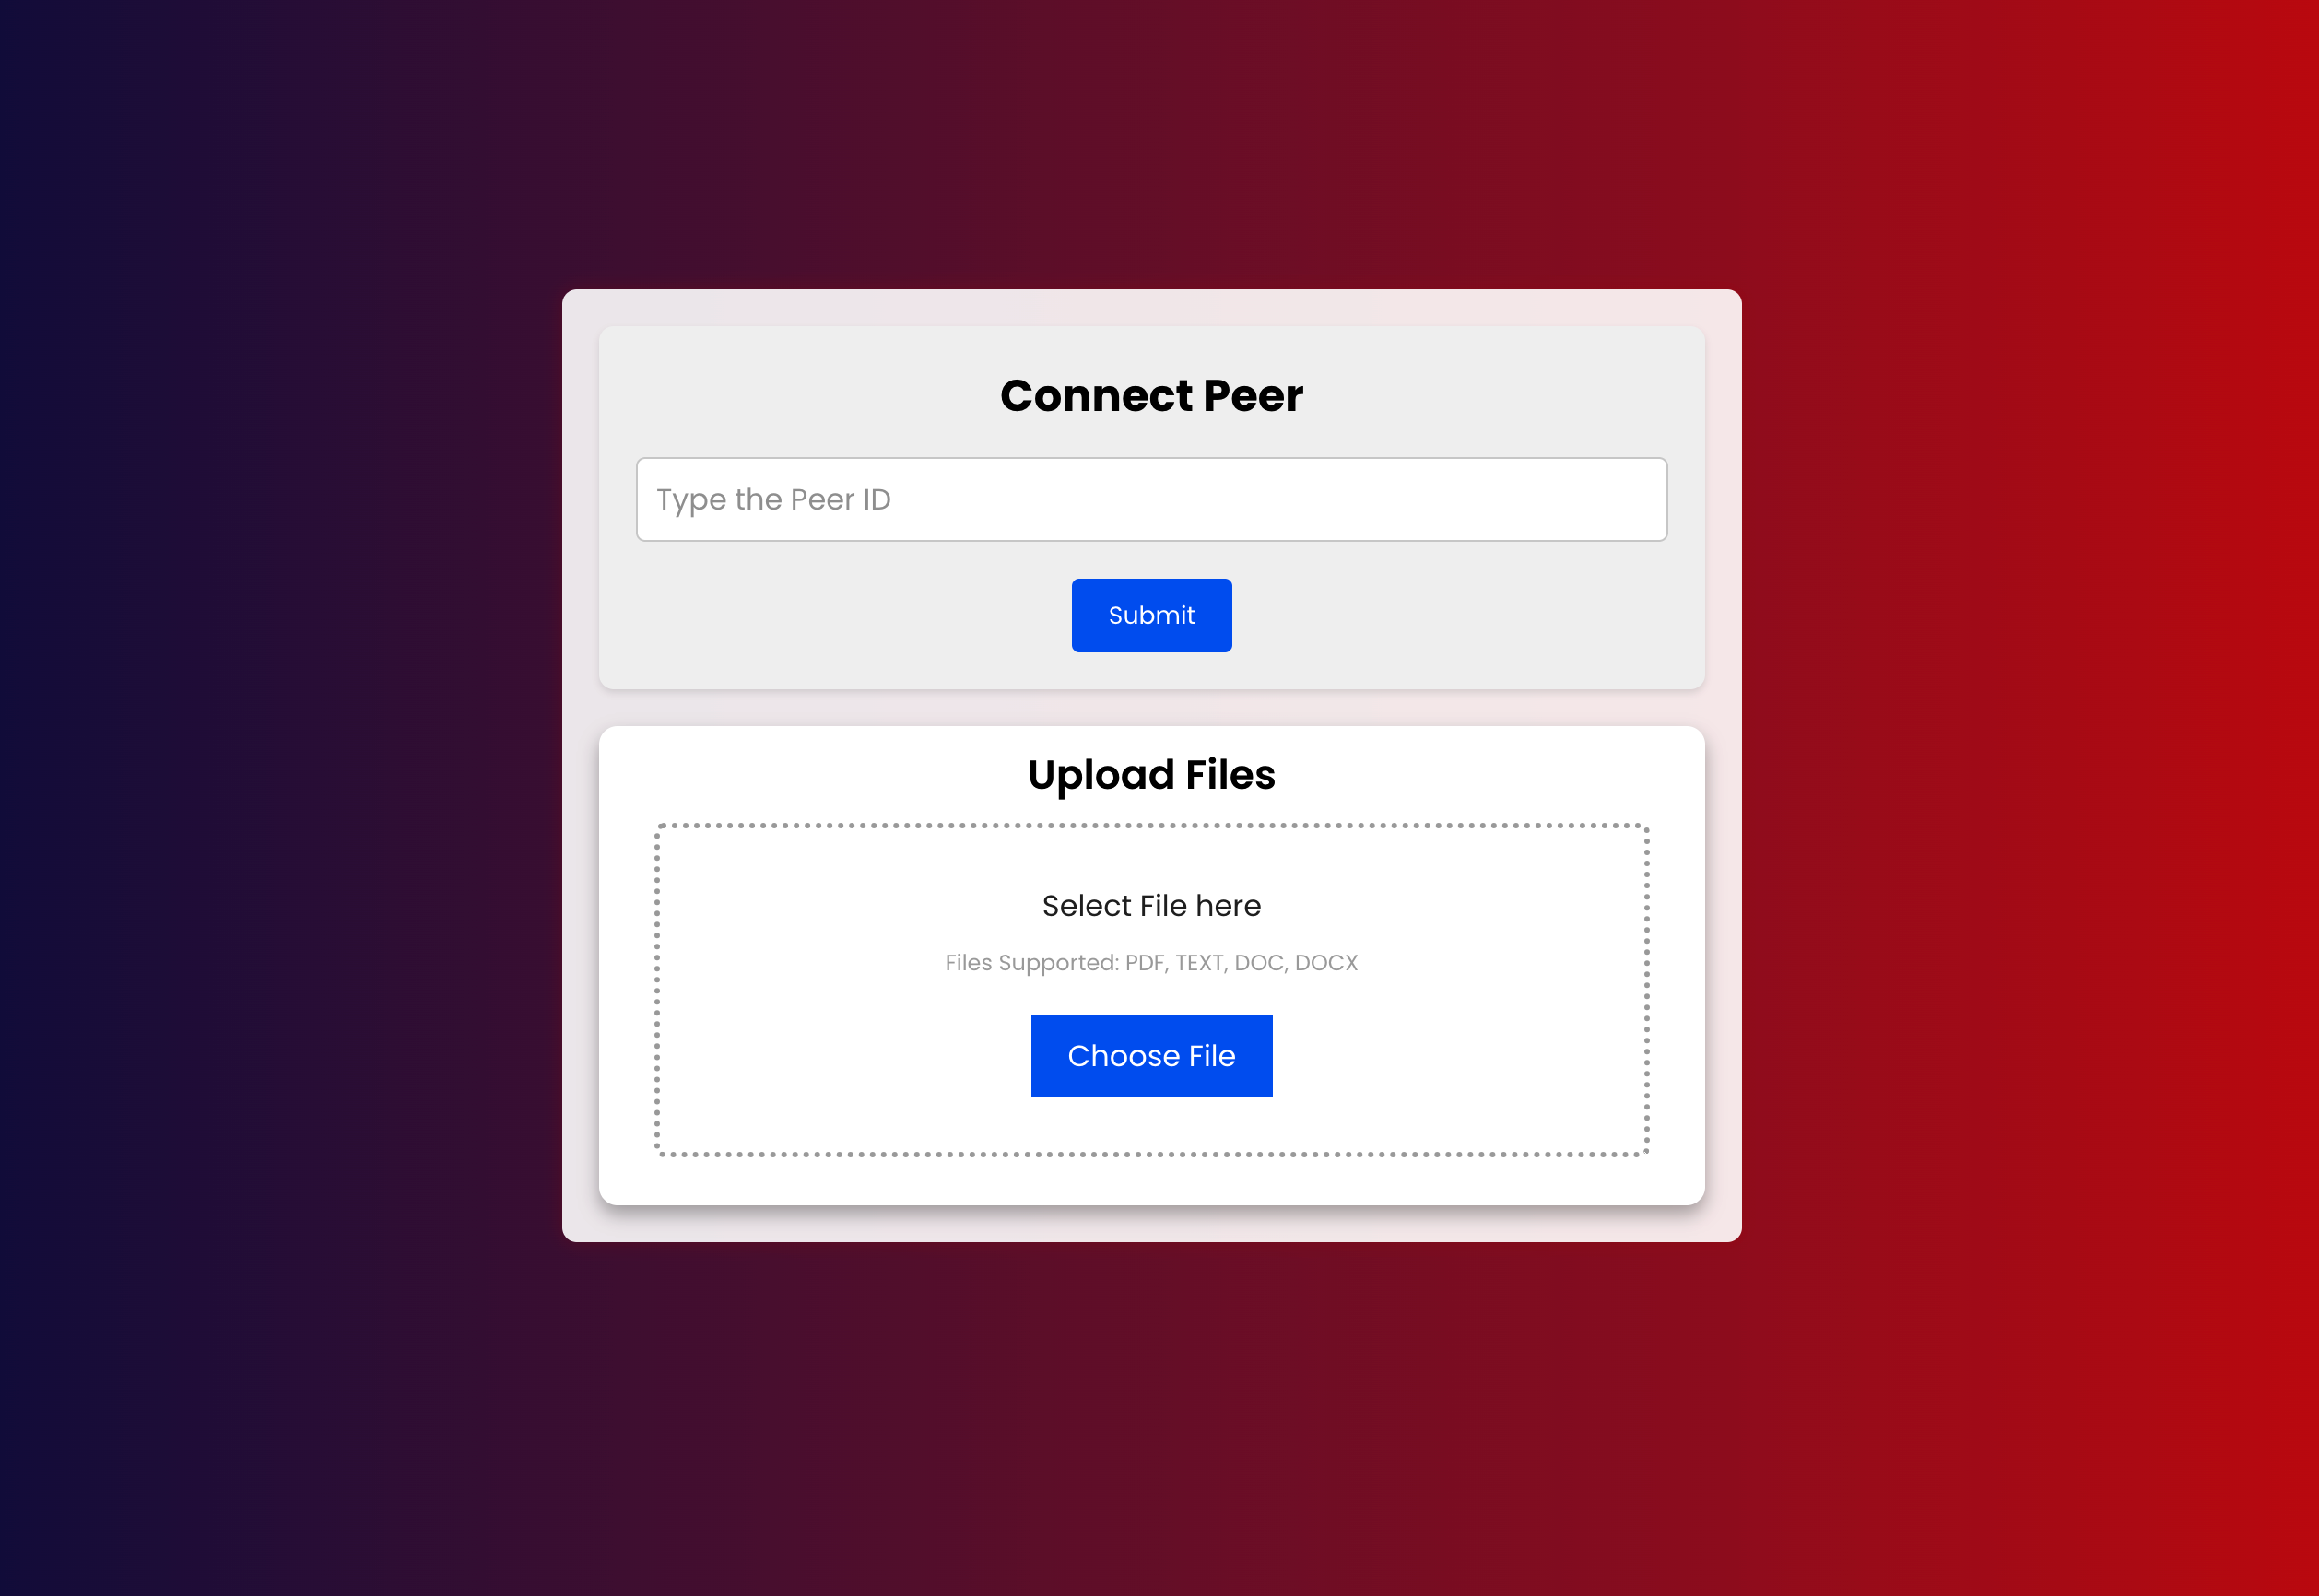 Connect Peer
Type the Peer ID
Submit
Upload Files
Select File here
Files Supported: PDF, TEXT, DOC, DOCX
Choose File